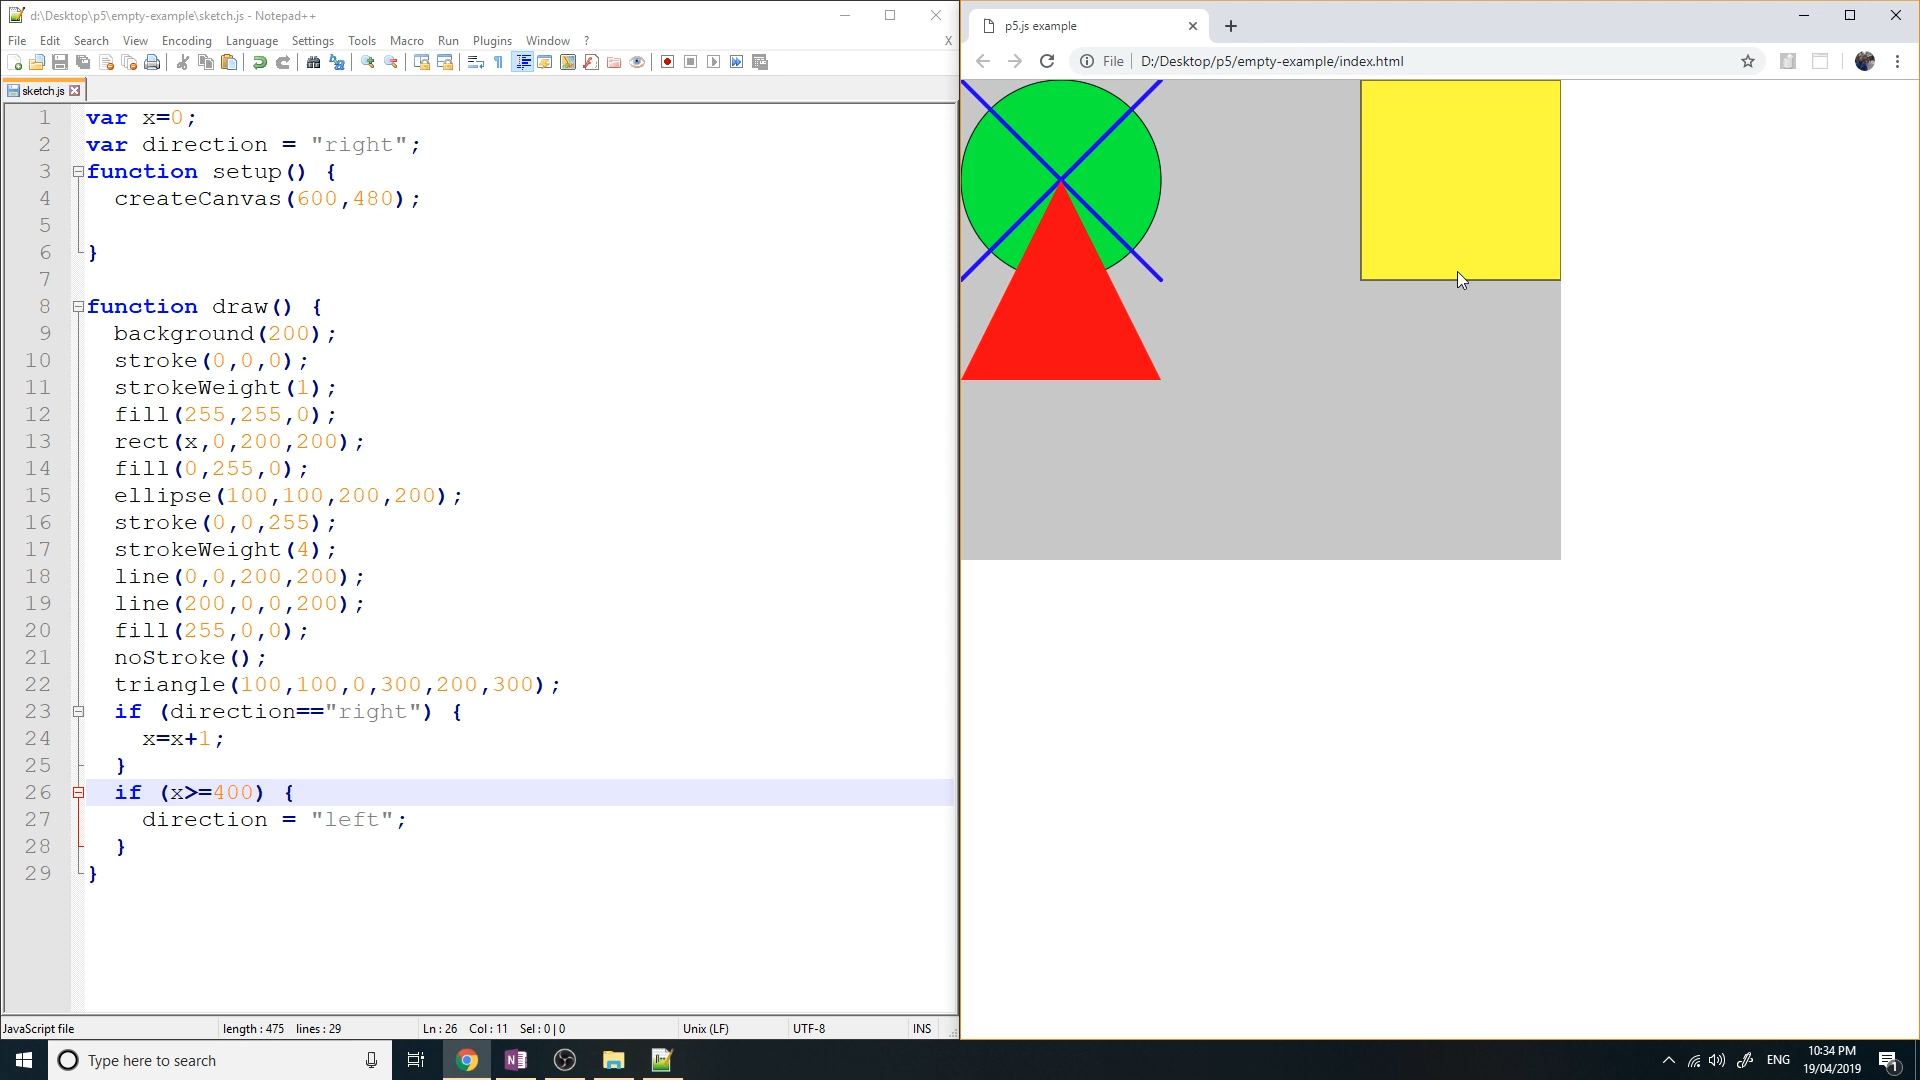 d:\Desktop\p5\empty-example\sketch.js - Notepad++
File Edit Search View Encoding Language Settings Tools Macro Run Plugins Window ? X
sketch.js
1 var x=0;
2 var direction = "right";
3 function setup() {
4 createCanvas(600,480);
5
6 }
7
8 function draw() {
9 background(200);
10 stroke(0,0,0);
11 strokeWeight(1);
12 fill(255,255,0);
13 rect(x,0,200,200);
14 fill(0,255,0);
15 ellipse(100,100,200,200);
16 stroke(0,0,255);
17 strokeWeight(4);
18 line(0,0,200,200);
19 line(200,0,0,200);
20 fill(255,0,0);
21 noStroke();
22 triangle(100,100,0,300,200,300);
23 if (direction=="right") {
24 x=x+1;
25 }
26 if (x>=400) {
27 direction = "left";
28 }
29 }
JavaScript file length : 475 lines : 29 Ln : 26 Col : 11 Sel : 0 | 0 Unix (LF) UTF-8 INS
p5.js example
File D:/Desktop/p5/empty-example/index.html
Type here to search
ENG
10:34 PM
19/04/2019
1